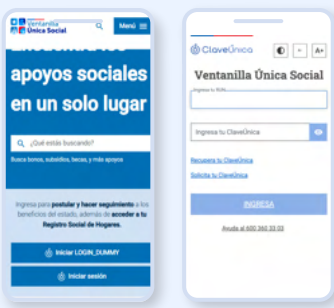 Ventanilla
Única Social
Menú
Encuentra los
apoyos sociales
en un solo lugar
¿Qué estás buscando?
Busca bonos, subsidios, becas, y más apoyos
Ingresa para postular y hacer seguimiento a los
beneficios del estado, además de acceder a tu
Registro Social de Hogares.
Iniciar LOGIN_DUMMY
Iniciar sesión
ClaveÚnica
A+
Ventanilla Única Social
Ingresa tu RUN
Ingresa tu ClaveÚnica
Recupera tu ClaveÚnica
Solicita tu ClaveÚnica
INGRESA
Ayuda al 600 360 33 03